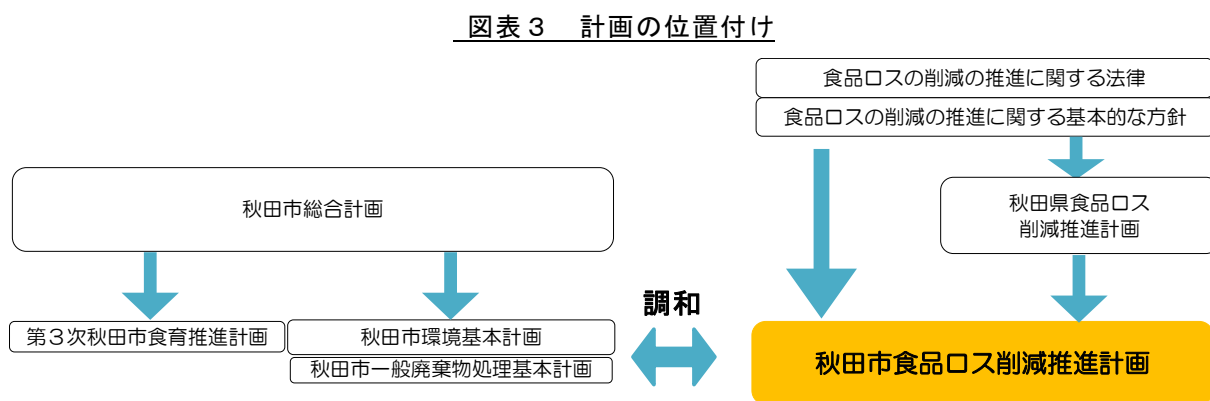 図表3 計画の位置付け
食品ロスの削減の推進に関する法律
食品ロスの削減の推進に関する基本的な方針
秋田市総合計画
秋田県食品ロス
削減推進計画
調和
第3次秋田市食育推進計画
秋田市環境基本計画
秋田市一般廃棄物処理基本計画
秋田市食品ロス削減推進計画